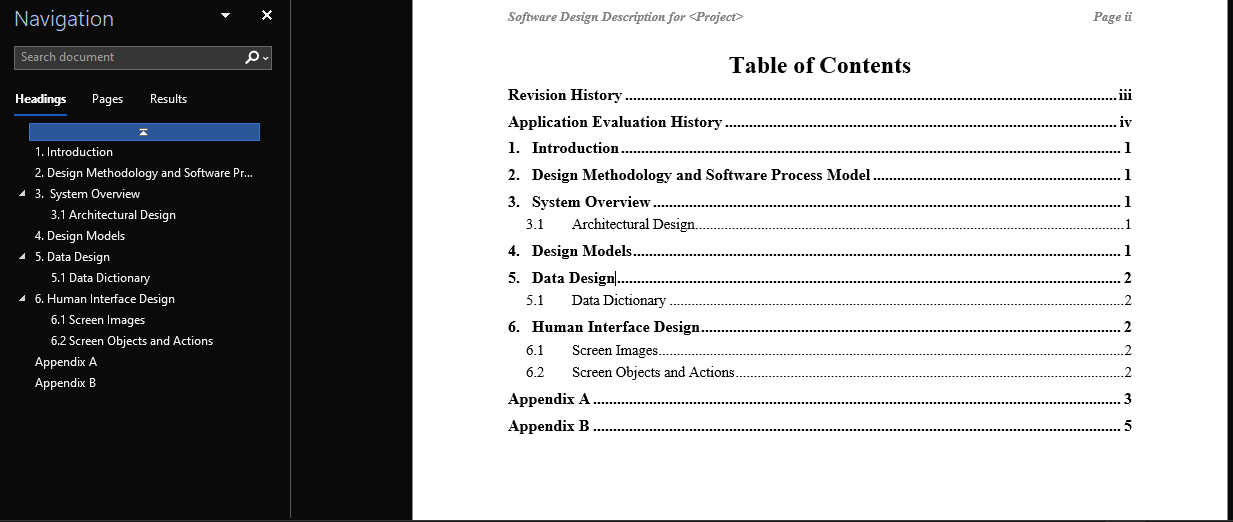 Navigation
Search document
Headings Pages Results
1. Introduction
2. Design Methodology and Software Pr...
3. System Overview
3.1 Architectural Design
4. Design Models
5. Data Design
5.1 Data Dictionary
6. Human Interface Design
6.1 Screen Images
6.2 Screen Objects and Actions
Appendix A
Appendix B
Software Design Description for <Project> Page ii
Table of Contents
Revision History iii
Application Evaluation History iv
1. Introduction 1
2. Design Methodology and Software Process Model 1
3. System Overview 1
3.1 Architectural Design 1
4. Design Models 1
5. Data Design 2
5.1 Data Dictionary 2
6. Human Interface Design 2
6.1 Screen Images 2
6.2 Screen Objects and Actions 2
Appendix A 3
Appendix B 5